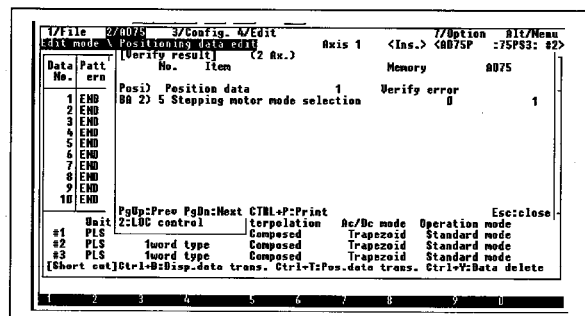 1/File 2/AD75 3/Config. 4/Edit 7/Option Alt/Menu
Edit mode \ Positioning data edit Axis 1 <Ins.> <AD75P :75PS3: #2>
[Verify result] (2 Ax.)
Data Patt No. Item Memory AD75
No. ern
Posi) Position data 1 Verify error
1 END BA 2) 5 Stepping motor mode selection 0 1
2 END
3 END
4 END
5 END
6 END
7 END
8 END
9 END
10 END
PgUp:Prev PgDn:Next CTRL+P:Print Esc:close
Unit 2:LDC control terpolation Ac/Dc mode Operation mode
#1 PLS Composed Trapezoid Standard mode
#2 PLS 1word type Composed Trapezoid Standard mode
#3 PLS 1word type Composed Trapezoid Standard mode
[Short cut]Ctrl+B:Disp.data trans. Ctrl+T:Pos.data trans. Ctrl+Y:Data delete
1 2 3 4 5 6 7 8 9 0